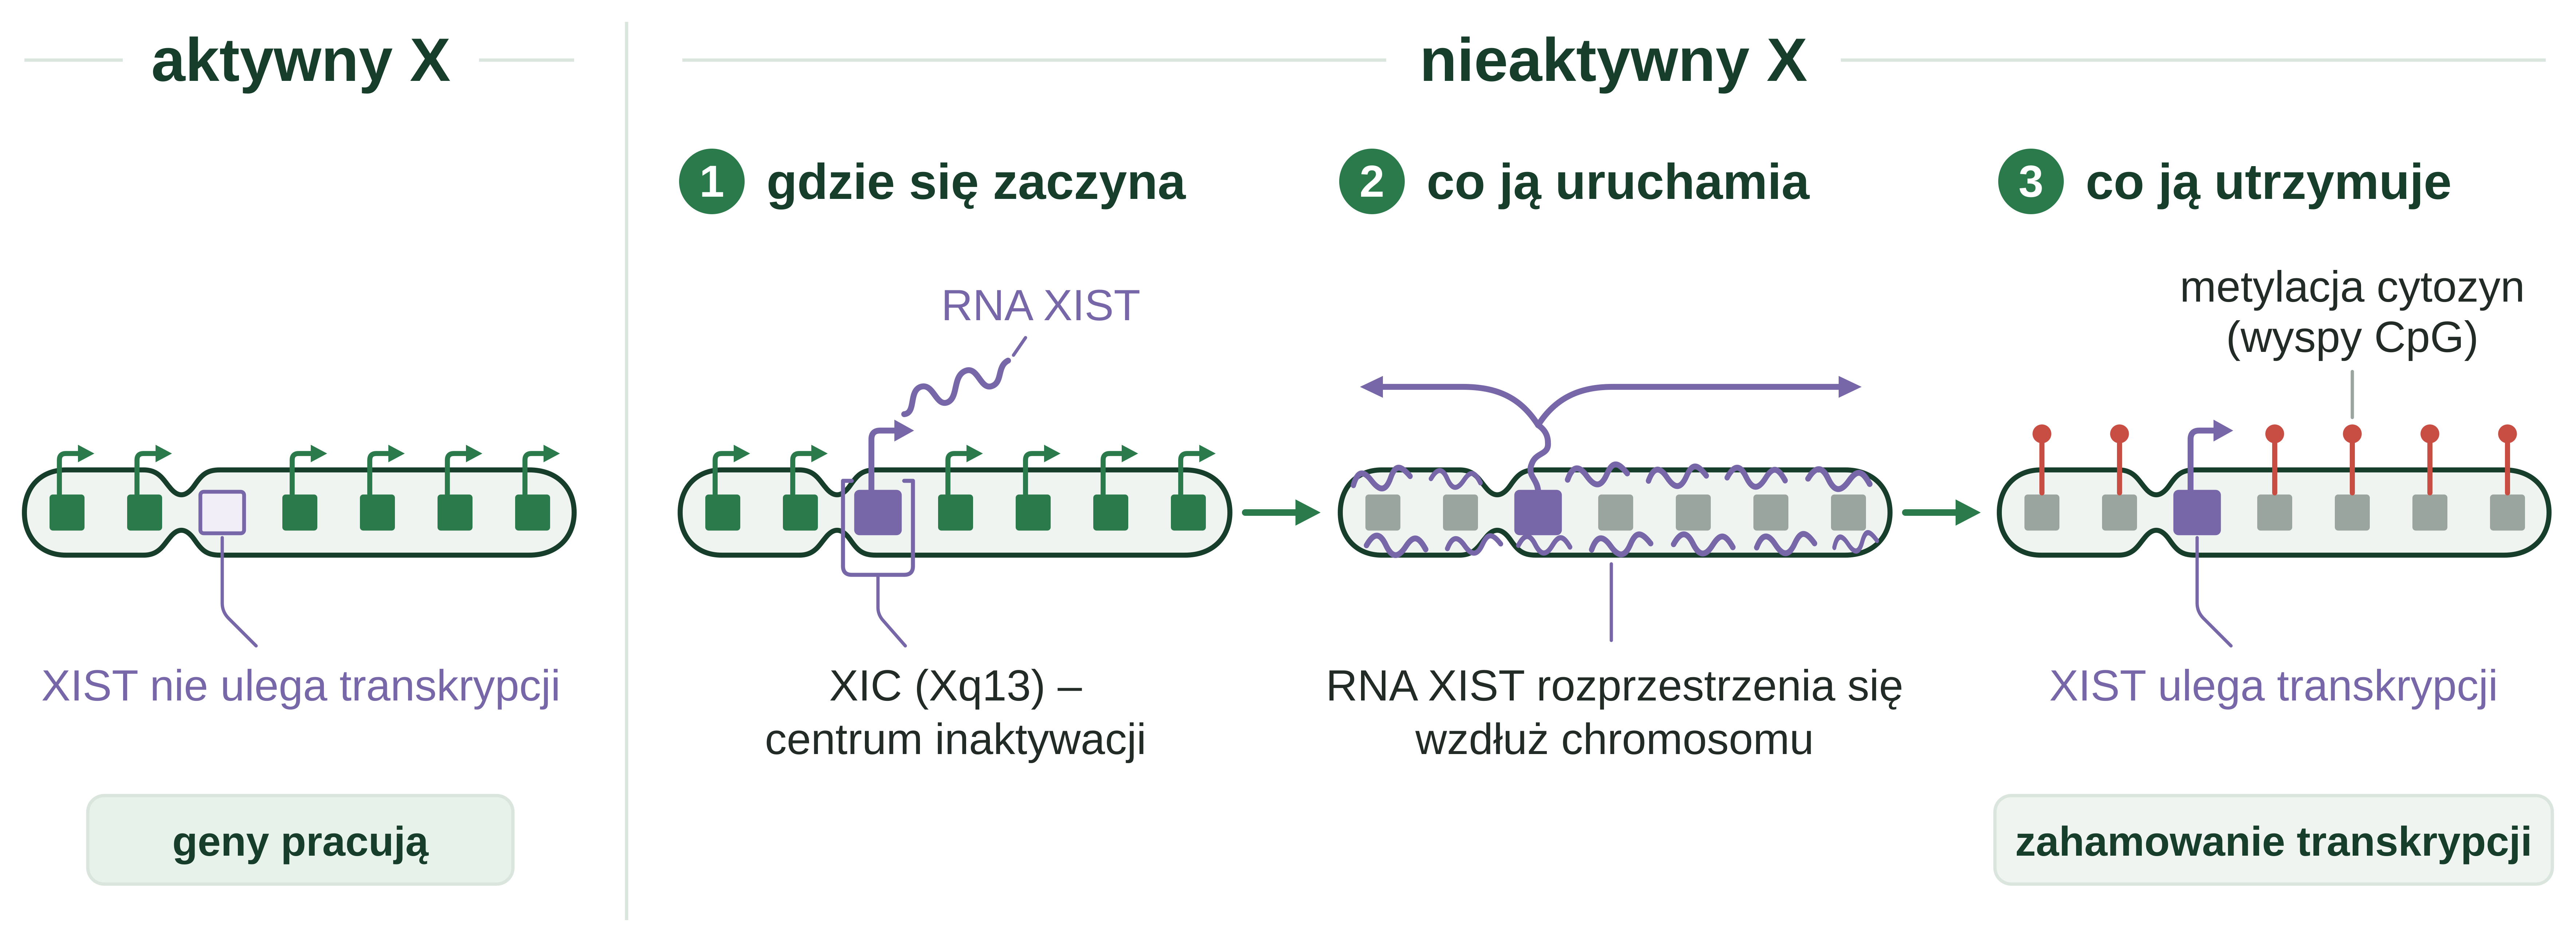 aktywny X
nieaktywny X
1 gdzie się zaczyna
2 co ją uruchamia
3 co ją utrzymuje
RNA XIST
metylacja cytozyn
(wyspy CpG)
XIST nie ulega transkrypcji
XIC (Xq13) –
centrum inaktywacji
RNA XIST rozprzestrzenia się
wzdłuż chromosomu
XIST ulega transkrypcji
geny pracują
zahamowanie transkrypcji